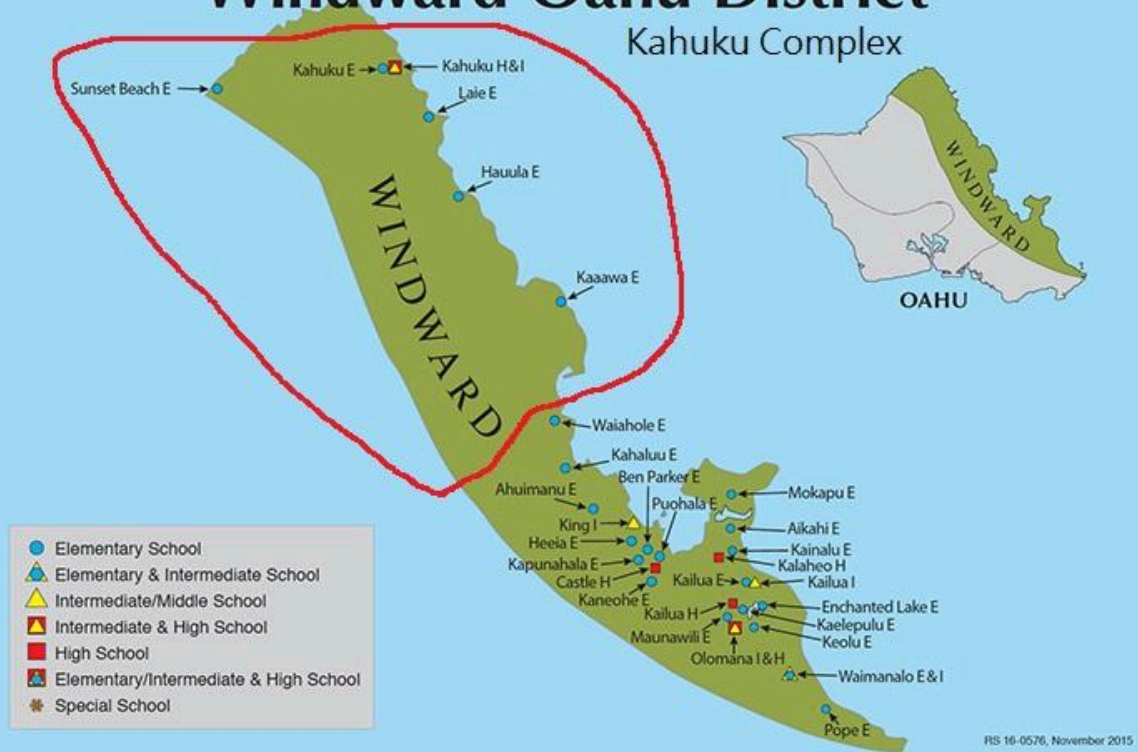 Windward Oahu District
Kahuku Complex
Kahuku E
Kahuku H&I
Sunset Beach E
Laie E
Hauula E
Kaaawa E
WINDWARD
WINDWARD
OAHU
Waiahole E
Kahaluu E
Ben Parker E
Ahuimanu E
Puohala E
Mokapu E
King I
Aikahi E
Heeia E
Kainalu E
Kapunahala E
Kalaheo H
Castle H
Kailua E
Kailua I
Kaneohe E
Enchanted Lake E
Kailua H
Kaelepulu E
Maunawili E
Keolu E
Olomana I & H
Waimanalo E & I
Pope E
Elementary School
Elementary & Intermediate School
Intermediate/Middle School
Intermediate & High School
High School
Elementary/Intermediate & High School
Special School
RS 16-0576, November 2015